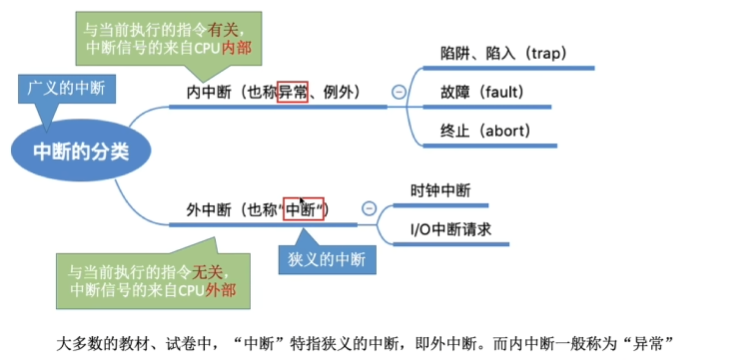 与当前执行的指令有关，
中断信号的来自CPU内部
广义的中断
中断的分类
内中断（也称异常、例外）
陷阱、陷入（trap）
故障（fault）
终止（abort）
外中断（也称“中断“）
时钟中断
I/O中断请求
狭义的中断
与当前执行的指令无关，
中断信号的来自CPU外部
大多数的教材、试卷中，“中断”特指狭义的中断，即外中断。而内中断一般称为“异常”